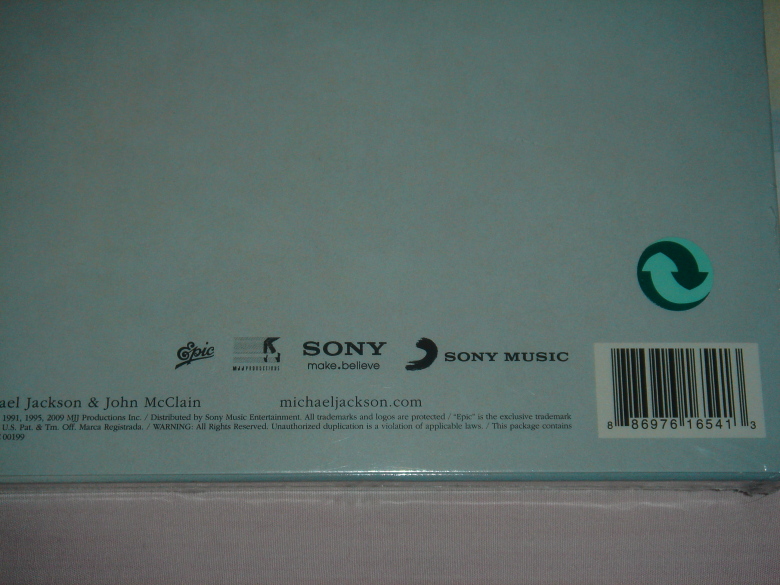 Epic
MJJ PRODUCTIONS
SONY
make.believe
SONY MUSIC
ael Jackson & John McClain
michaeljackson.com
1991, 1995, 2009 MJJ Productions Inc. / Distributed by Sony Music Entertainment. All trademarks and logos are protected / "Epic" is the exclusive trademark
U.S. Pat. & Tm. Off. Marca Registrada. / WARNING: All Rights Reserved. Unauthorized duplication is a violation of applicable laws. / This package contains
00199
8 86976 16541 3